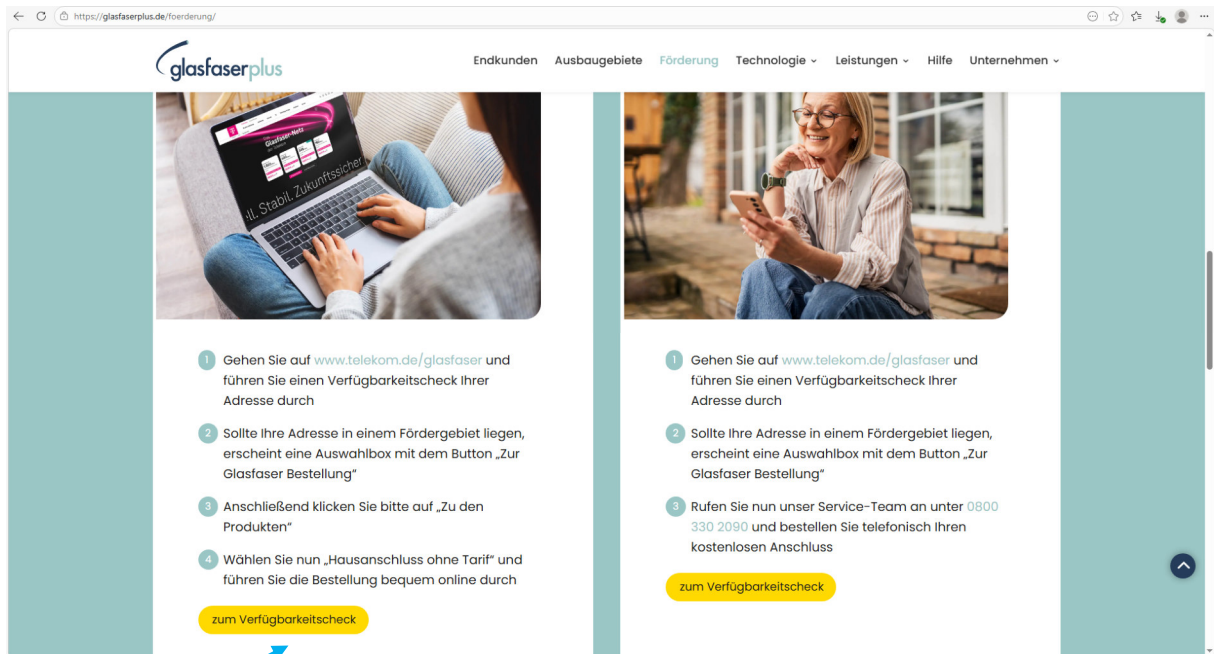 https://glasfaserplus.de/foerderung/
glasfaserplus
Endkunden Ausbaugebiete Förderung Technologie Leistungen Hilfe Unternehmen
Glasfaser-Netz
ll. Stabil. Zukunftssicher
1 Gehen Sie auf www.telekom.de/glasfaser und
führen Sie einen Verfügbarkeitscheck Ihrer
Adresse durch
2 Sollte Ihre Adresse in einem Fördergebiet liegen,
erscheint eine Auswahlbox mit dem Button „Zur
Glasfaser Bestellung“
3 Anschließend klicken Sie bitte auf „Zu den
Produkten“
4 Wählen Sie nun „Hausanschluss ohne Tarif“ und
führen Sie die Bestellung bequem online durch
zum Verfügbarkeitscheck
1 Gehen Sie auf www.telekom.de/glasfaser und
führen Sie einen Verfügbarkeitscheck Ihrer
Adresse durch
2 Sollte Ihre Adresse in einem Fördergebiet liegen,
erscheint eine Auswahlbox mit dem Button „Zur
Glasfaser Bestellung“
3 Rufen Sie nun unser Service-Team an unter 0800
330 2090 und bestellen Sie telefonisch Ihren
kostenlosen Anschluss
zum Verfügbarkeitscheck